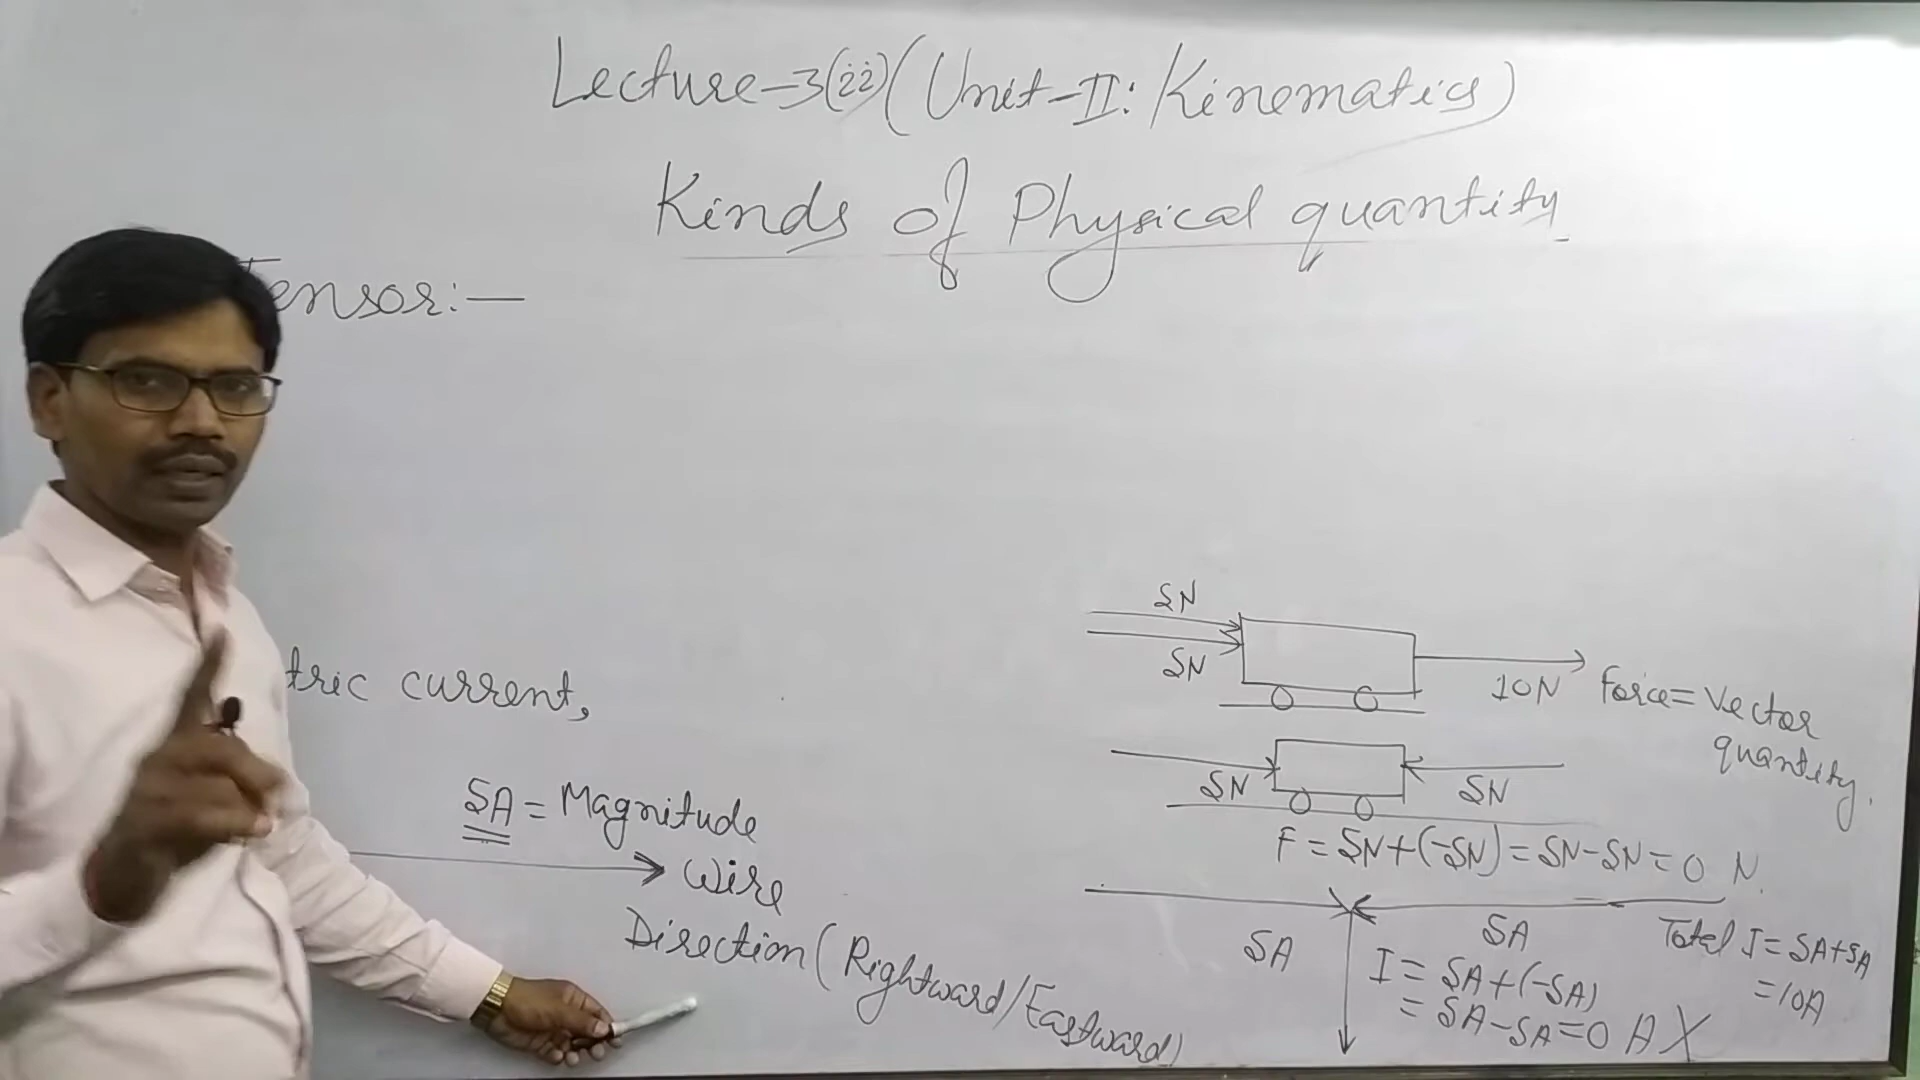 Lecture-3(ii)(Unit-II: Kinematics)
Kinds of Physical quantity
Tensor:—
tric current,
5A = Magnitude
Wire
Direction (Rightward/Eastward)
5N
5N
10N
Force = Vector
quantity.
5N
5N
F = 5N+(-5N) = 5N-5N = 0 N.
5A
5A
Total I = 5A+5A
= 10A
I = 5A+(-5A)
= 5A-5A = 0 A X